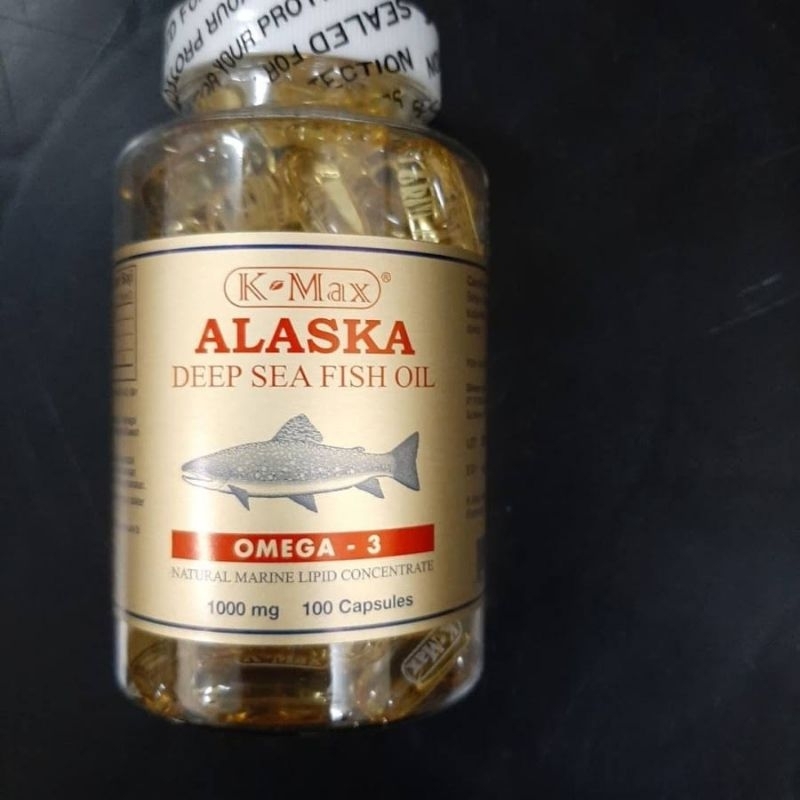 SEALED FOR
YOUR PROTECTION
K-Max®
ALASKA
DEEP SEA FISH OIL
OMEGA - 3
NATURAL MARINE LIPID CONCENTRATE
1000 mg 100 Capsules
K-Max